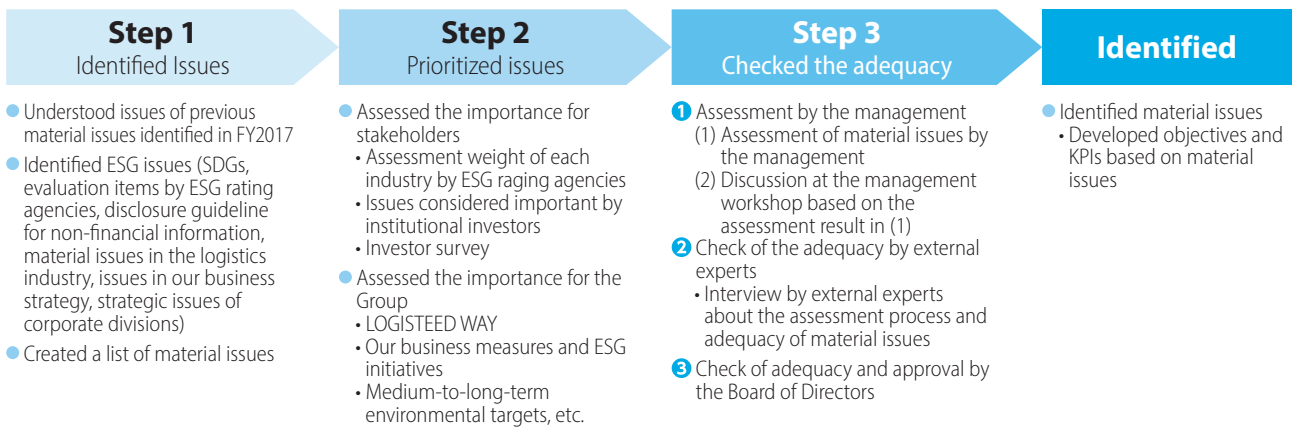 Step 1
Identified Issues
● Understood issues of previous
material issues identified in FY2017
● Identified ESG issues (SDGs,
evaluation items by ESG rating
agencies, disclosure guideline
for non-financial information,
material issues in the logistics
industry, issues in our business
strategy, strategic issues of
corporate divisions)
● Created a list of material issues
Step 2
Prioritized issues
● Assessed the importance for
stakeholders
• Assessment weight of each
industry by ESG raging agencies
• Issues considered important by
institutional investors
• Investor survey
● Assessed the importance for the
Group
• LOGISTEED WAY
• Our business measures and ESG
initiatives
• Medium-to-long-term
environmental targets, etc.
Step 3
Checked the adequacy
❶ Assessment by the management
(1) Assessment of material issues by
the management
(2) Discussion at the management
workshop based on the
assessment result in (1)
❷ Check of the adequacy by external
experts
• Interview by external experts
about the assessment process and
adequacy of material issues
❸ Check of adequacy and approval by
the Board of Directors
Identified
● Identified material issues
• Developed objectives and
KPIs based on material
issues